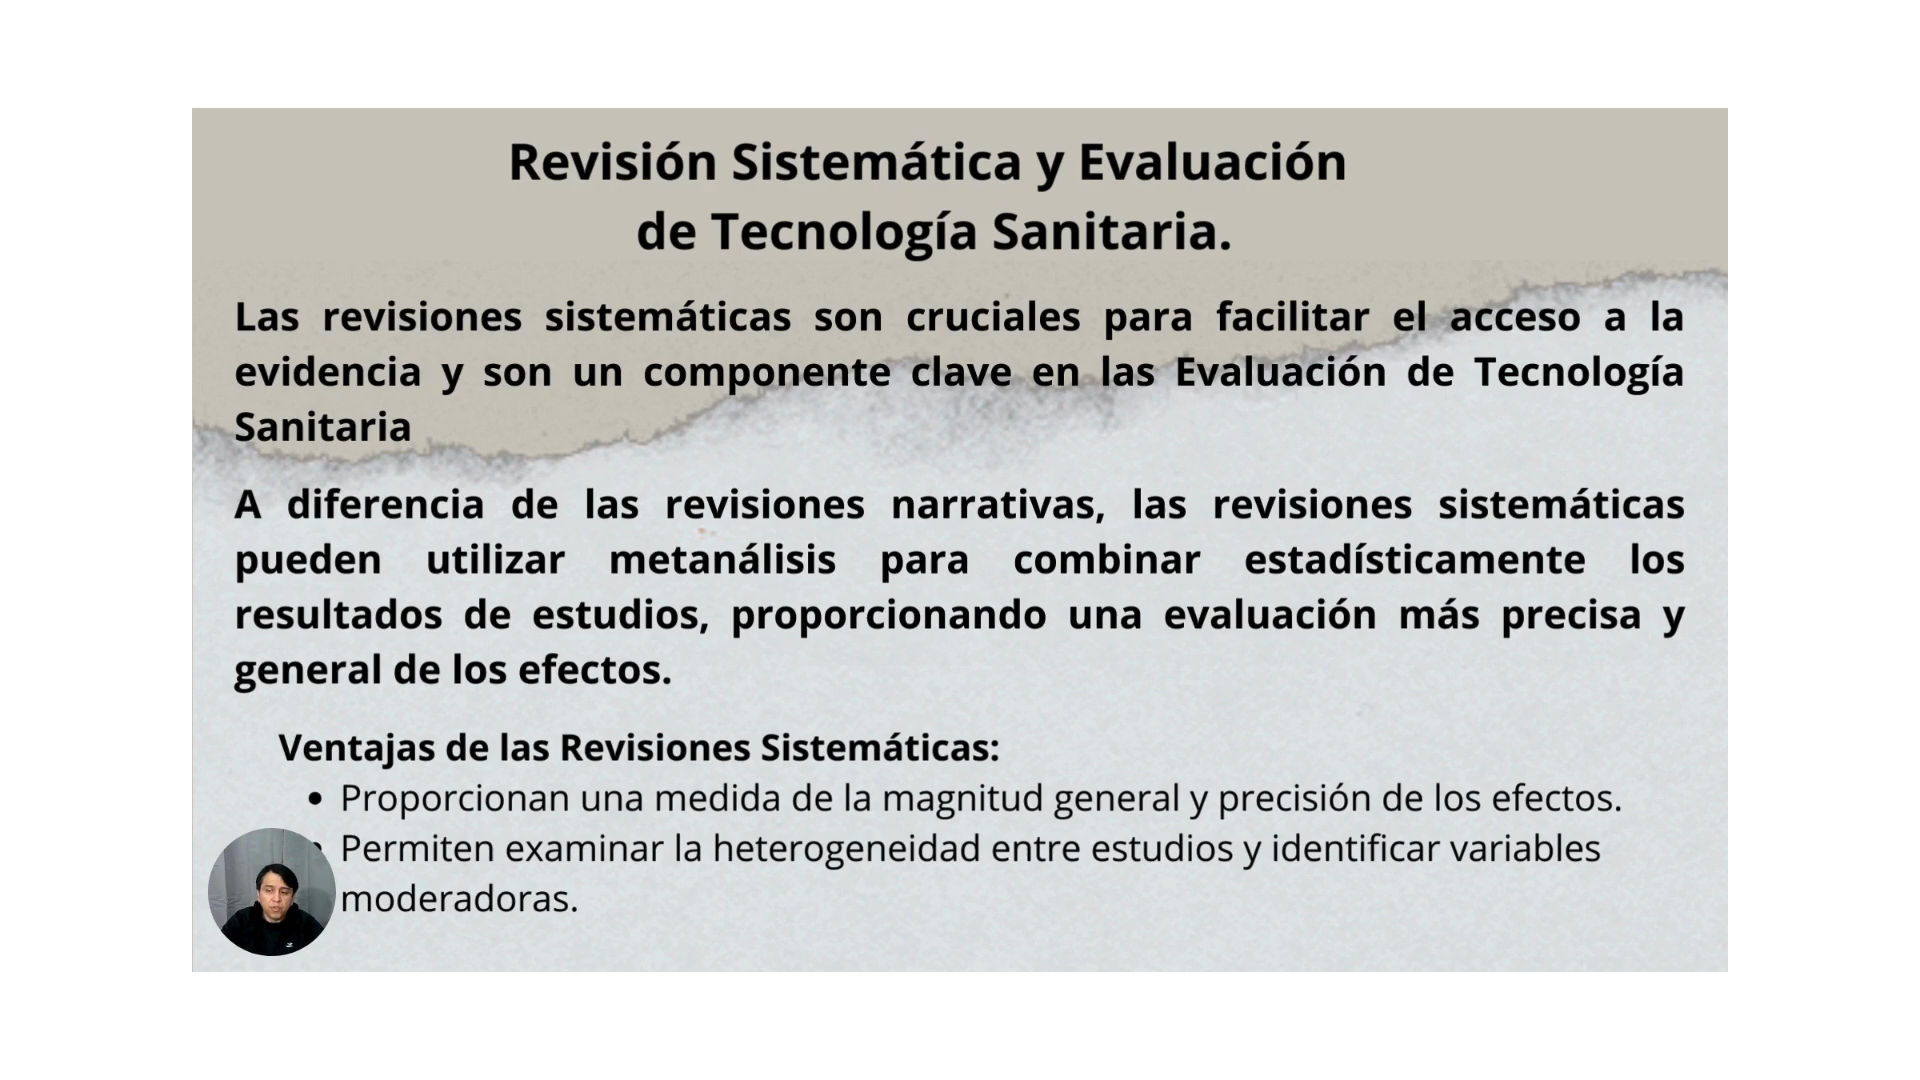 Revisión Sistemática y Evaluación
de Tecnología Sanitaria.
Las revisiones sistemáticas son cruciales para facilitar el acceso a la
evidencia y son un componente clave en las Evaluación de Tecnología
Sanitaria
A diferencia de las revisiones narrativas, las revisiones sistemáticas
pueden utilizar metanálisis para combinar estadísticamente los
resultados de estudios, proporcionando una evaluación más precisa y
general de los efectos.
Ventajas de las Revisiones Sistemáticas:
• Proporcionan una medida de la magnitud general y precisión de los efectos.
• Permiten examinar la heterogeneidad entre estudios y identificar variables
moderadoras.